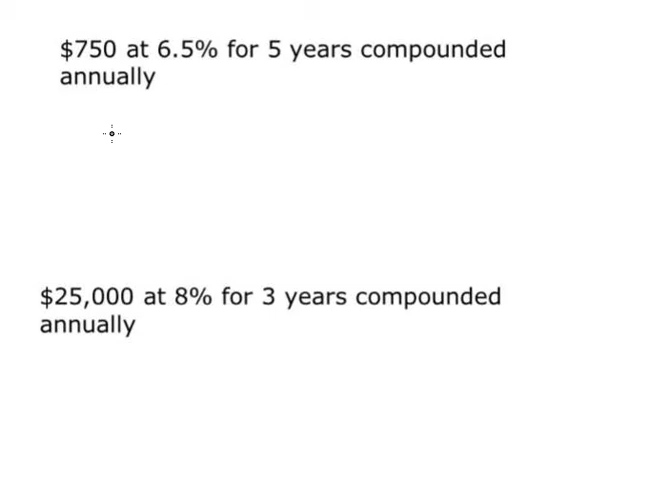 $750 at 6.5% for 5 years compounded
annually
$25,000 at 8% for 3 years compounded
annually